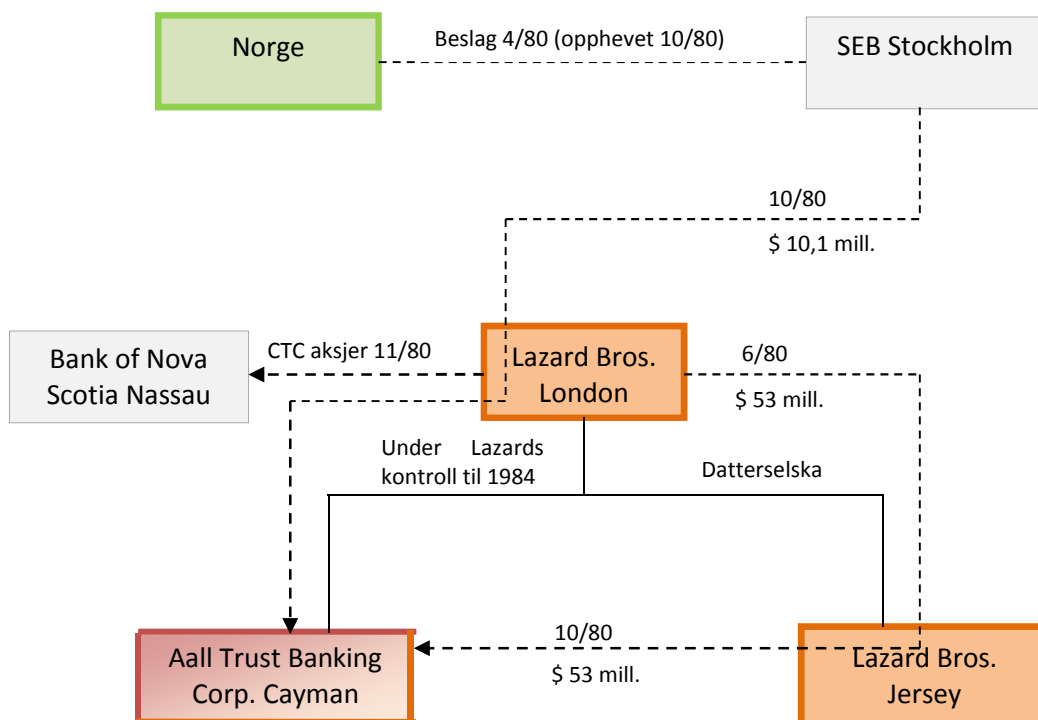 Norge
Beslag 4/80 (opphevet 10/80)
SEB Stockholm
10/80
$ 10,1 mill.
Bank of Nova
Scotia Nassau
CTC aksjer 11/80
Lazard Bros.
London
6/80
$ 53 mill.
Under Lazards
kontroll til 1984
Datterselska
Aall Trust Banking
Corp. Cayman
10/80
$ 53 mill.
Lazard Bros.
Jersey